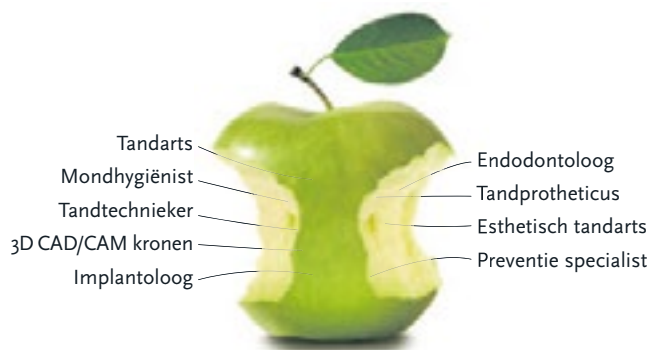 Tandarts
Mondhygiënist
Tandtechnieker
3D CAD/CAM kronen
Implantoloog
Endodontoloog
Tandprotheticus
Esthetisch tandarts
Preventie specialist